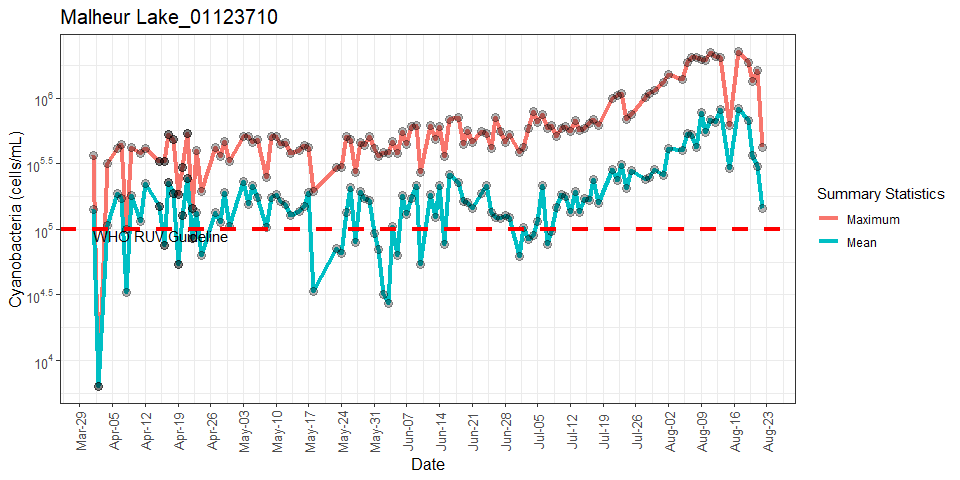 Malheur Lake_01123710
Cyanobacteria (cells/mL)
10^6
10^5.5
10^5
10^4.5
10^4
WHO RUV Guideline
Mar-29
Apr-05
Apr-12
Apr-19
Apr-26
May-03
May-10
May-17
May-24
May-31
Jun-07
Jun-14
Jun-21
Jun-28
Jul-05
Jul-12
Jul-19
Jul-26
Aug-02
Aug-09
Aug-16
Aug-23
Date
Summary Statistics
Maximum
Mean